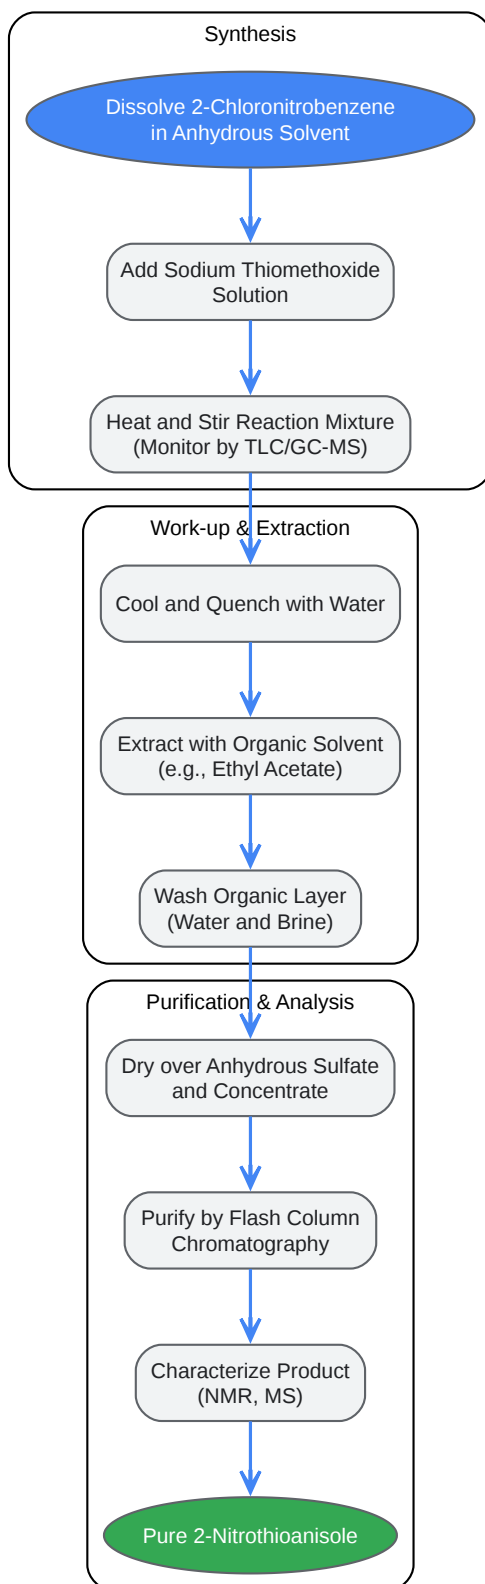 Synthesis
Dissolve 2-Chloronitrobenzene
in Anhydrous Solvent
Add Sodium Thiomethoxide
Solution
Heat and Stir Reaction Mixture
(Monitor by TLC/GC-MS)
Work-up & Extraction
Cool and Quench with Water
Extract with Organic Solvent
(e.g., Ethyl Acetate)
Wash Organic Layer
(Water and Brine)
Purification & Analysis
Dry over Anhydrous Sulfate
and Concentrate
Purify by Flash Column
Chromatography
Characterize Product
(NMR, MS)
Pure 2-Nitrothioanisole